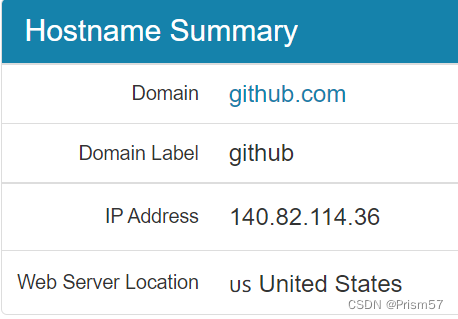 Hostname Summary
Domain github.com
Domain Label github
IP Address 140.82.114.36
Web Server Location US United States
CSDN @Prism57